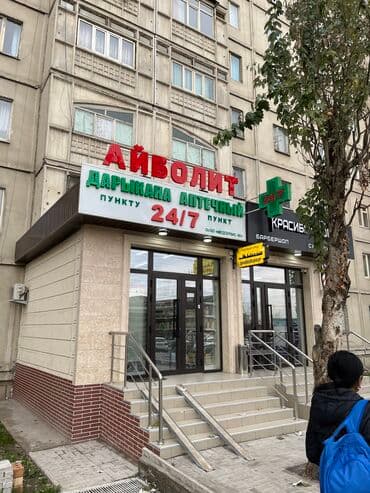 АЙБОЛИТ
ДАРЫКАНА АПТЕЧНЫЙ
ПУНКТУ 24/7 ПУНКТ
КРАСИВ
БАРБЕРШОП